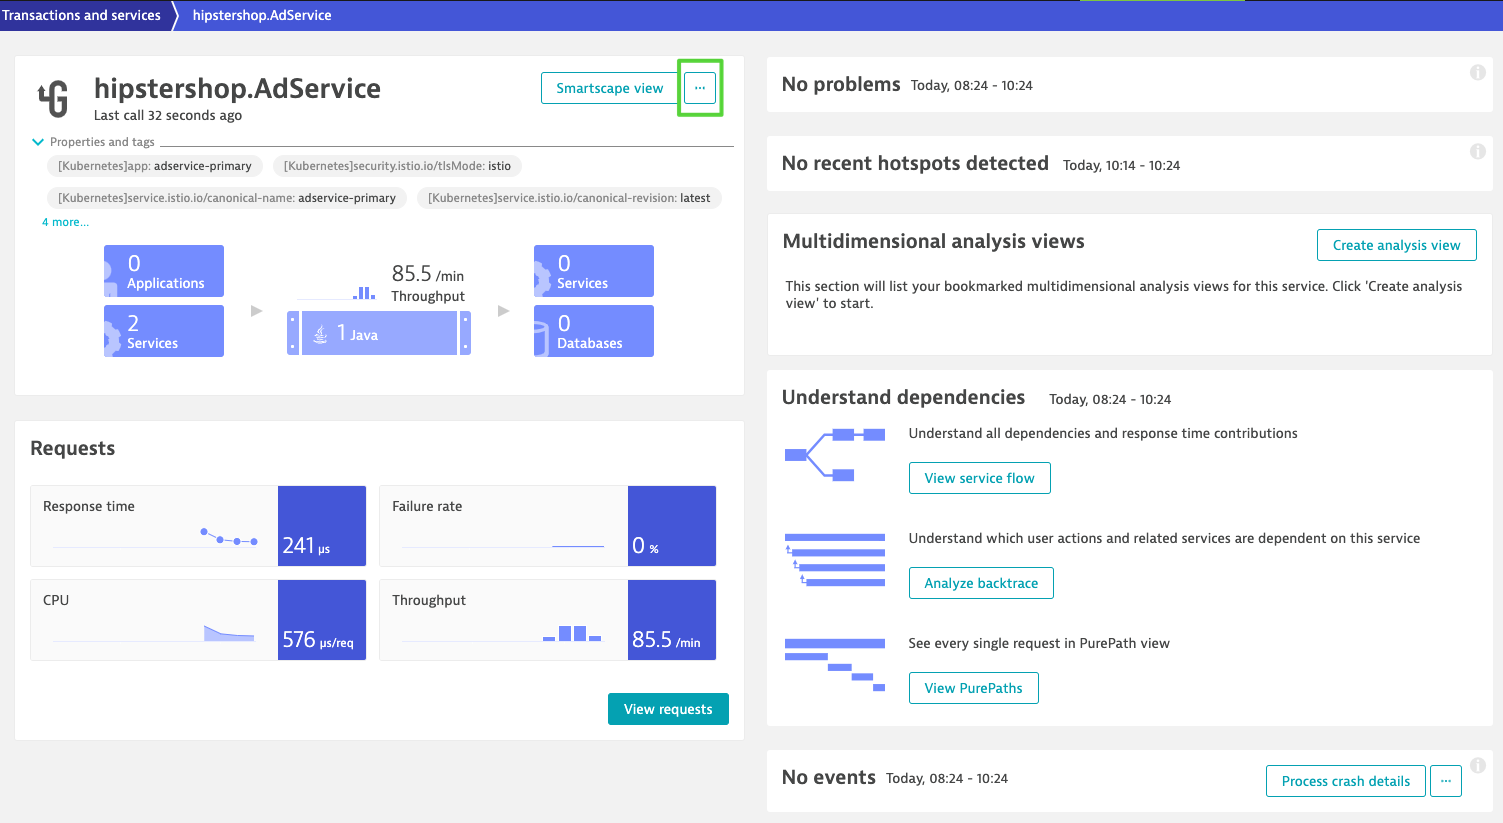 Transactions and services
hipstershop.AdService
hipstershop.AdService
Last call 32 seconds ago
Smartscape view
...
Properties and tags
[Kubernetes]app: adservice-primary
[Kubernetes]security.istio.io/tlsMode: istio
[Kubernetes]service.istio.io/canonical-name: adservice-primary
[Kubernetes]service.istio.io/canonical-revision: latest
4 more...
0
Applications
2
Services
85.5 /min
Throughput
1 Java
0
Services
0
Databases
Requests
Response time
241 µs
Failure rate
0 %
CPU
576 µs/req
Throughput
85.5 /min
View requests
No problems Today, 08:24 - 10:24
No recent hotspots detected Today, 10:14 - 10:24
Multidimensional analysis views
Create analysis view
This section will list your bookmarked multidimensional analysis views for this service. Click 'Create analysis
view' to start.
Understand dependencies Today, 08:24 - 10:24
Understand all dependencies and response time contributions
View service flow
Understand which user actions and related services are dependent on this service
Analyze backtrace
See every single request in PurePath view
View PurePaths
No events Today, 08:24 - 10:24
Process crash details
...